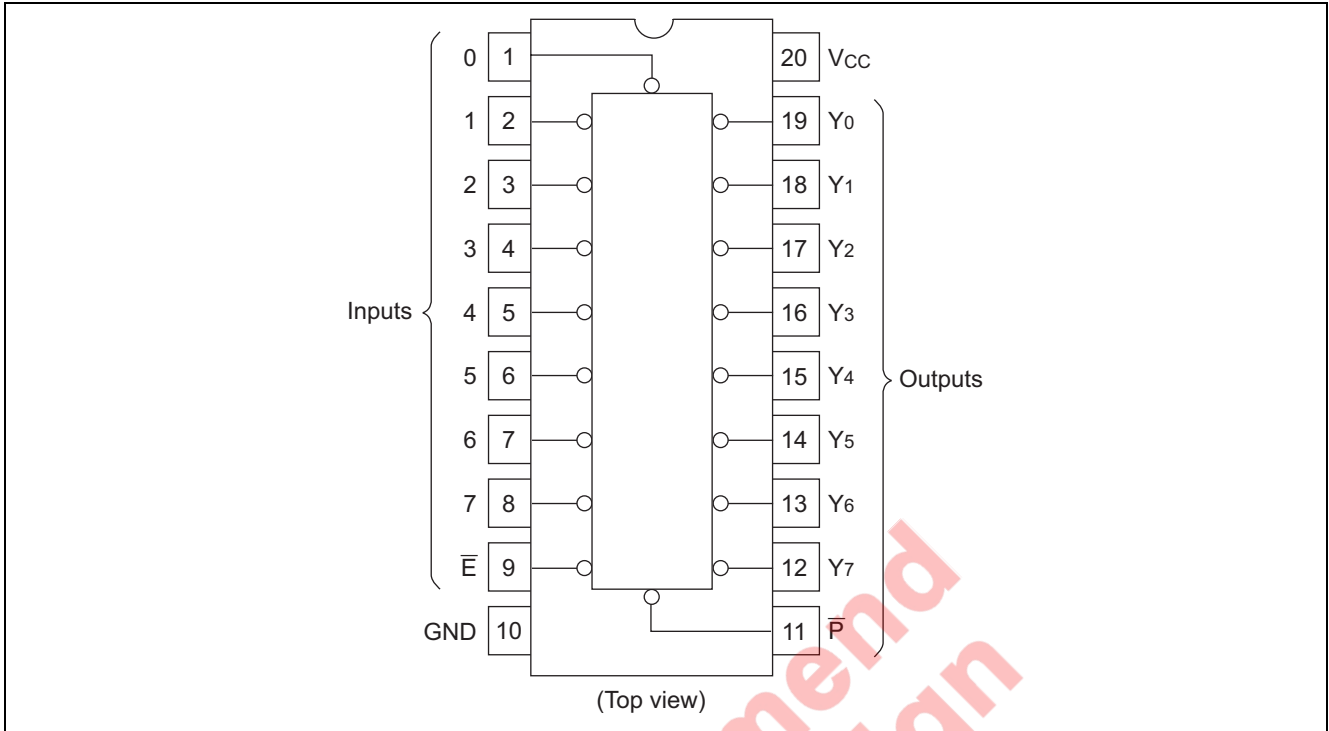 0 1
1 2
2 3
3 4
4 5
5 6
6 7
7 8
E̅ 9
GND 10
Inputs
20 VCC
19 Y0
18 Y1
17 Y2
16 Y3
15 Y4
14 Y5
13 Y6
12 Y7
11 P̅
Outputs
(Top view)